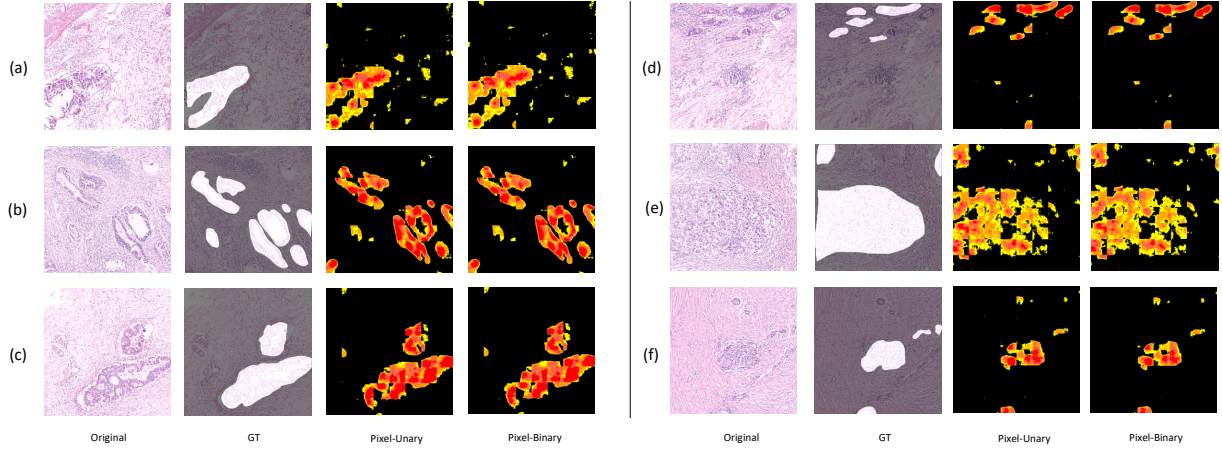 (a)
(b)
(c)
Original GT Pixel-Unary Pixel-Binary
(d)
(e)
(f)
Original GT Pixel-Unary Pixel-Binary